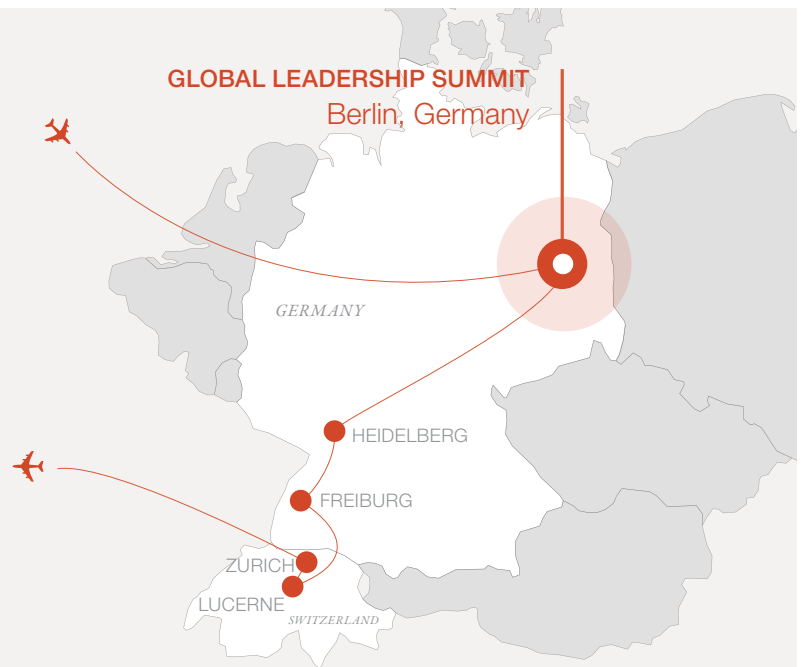 GLOBAL LEADERSHIP SUMMIT
Berlin, Germany
GERMANY
HEIDELBERG
FREIBURG
ZURICH
LUCERNE
SWITZERLAND